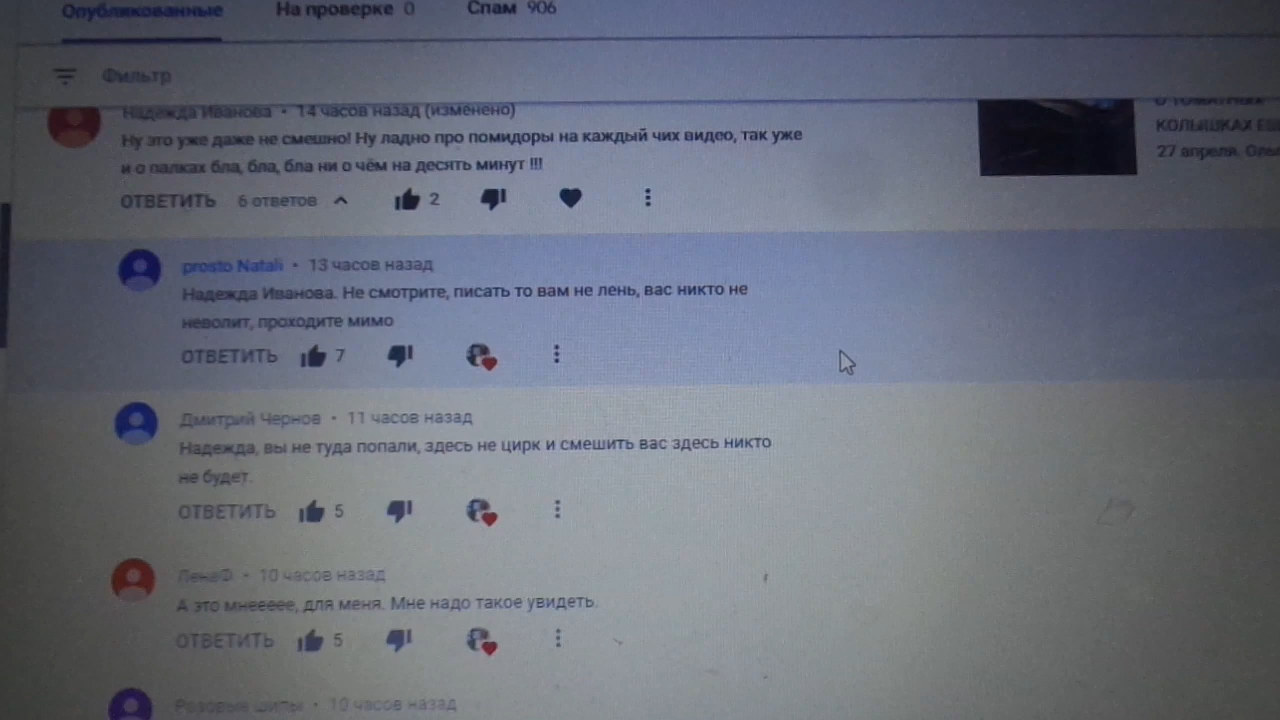 Опубликованные На проверке 0 Спам 906
Фильтр
Надежда Иванова • 14 часов назад (изменено)
Ну это уже даже не смешно! Ну ладно про помидоры на каждый чих видео, так уже
и о палках бла, бла, бла ни о чём на десять минут !!!
ОТВЕТИТЬ 6 ответов 2
КОЛЫШКАХ ЕЩ
27 апреля. Ольг
prosto Natali • 13 часов назад
Надежда Иванова. Не смотрите, писать то вам не лень, вас никто не
неволит, проходите мимо
ОТВЕТИТЬ 7
Дмитрий Чернов • 11 часов назад
Надежда, вы не туда попали, здесь не цирк и смешить вас здесь никто
не будет.
ОТВЕТИТЬ 5
ЛенаФ • 10 часов назад
А это мнеееее, для меня. Мне надо такое увидеть.
ОТВЕТИТЬ 5
Розовые шипы • 10 часов назад